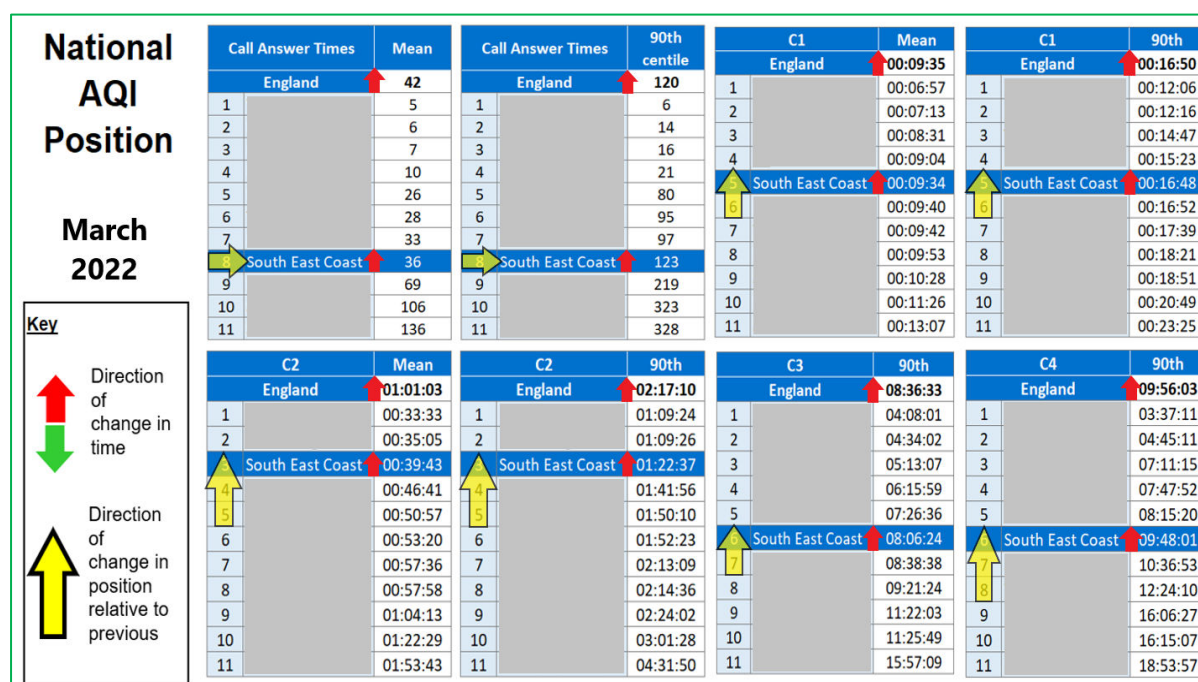 National
AQI
Position
March
2022
Key
Direction
of
change in
time
Direction
of
change in
position
relative to
previous
Call Answer Times Mean
England 42
1 5
2 6
3 7
4 10
5 26
6 28
7 33
8 South East Coast 36
9 69
10 106
11 136
Call Answer Times 90th centile
England 120
1 6
2 14
3 16
4 21
5 80
6 95
7 97
8 South East Coast 123
9 219
10 323
11 328
C1 Mean
England 00:09:35
1 00:06:57
2 00:07:13
3 00:08:31
4 00:09:04
5 South East Coast 00:09:34
6 00:09:40
7 00:09:42
8 00:09:53
9 00:10:28
10 00:11:26
11 00:13:07
C1 90th
England 00:16:50
1 00:12:06
2 00:12:16
3 00:14:47
4 00:15:23
5 South East Coast 00:16:48
6 00:16:52
7 00:17:39
8 00:18:21
9 00:18:51
10 00:20:49
11 00:23:25
C2 Mean
England 01:01:03
1 00:33:33
2 00:35:05
3 South East Coast 00:39:43
4 00:46:41
5 00:50:57
6 00:53:20
7 00:57:36
8 00:57:58
9 01:04:13
10 01:22:29
11 01:53:43
C2 90th
England 02:17:10
1 01:09:24
2 01:09:26
3 South East Coast 01:22:37
4 01:41:56
5 01:50:10
6 01:52:23
7 02:13:09
8 02:14:36
9 02:24:02
10 03:01:28
11 04:31:50
C3 90th
England 08:36:33
1 04:08:01
2 04:34:02
3 05:13:07
4 06:15:59
5 07:26:36
6 South East Coast 08:06:24
7 08:38:38
8 09:21:24
9 11:22:03
10 11:25:49
11 15:57:09
C4 90th
England 09:56:03
1 03:37:11
2 04:45:11
3 07:11:15
4 07:47:52
5 08:15:20
6 South East Coast 09:48:01
7 10:36:53
8 12:24:10
9 16:06:27
10 16:15:07
11 18:53:57